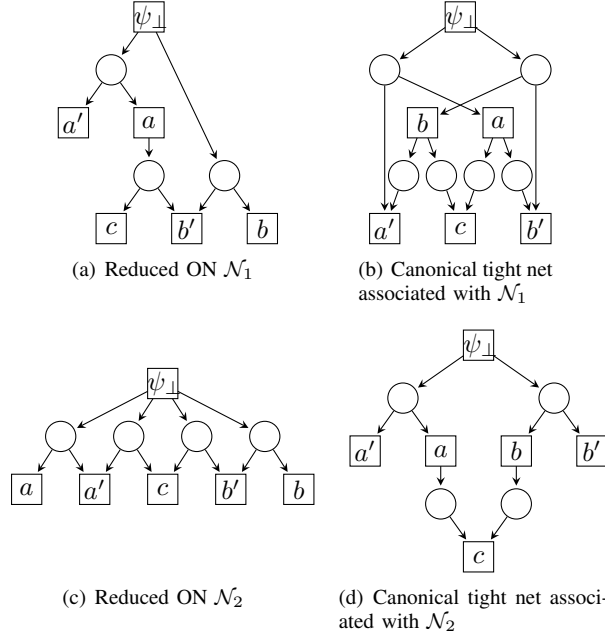 ψ⊥
a′ a
c b′ b
(a) Reduced ON 𝒩₁
ψ⊥
b a
a′ c b′
(b) Canonical tight net
associated with 𝒩₁
ψ⊥
a a′ c b′ b
(c) Reduced ON 𝒩₂
ψ⊥
a′ a b b′
c
(d) Canonical tight net associ-
ated with 𝒩₂